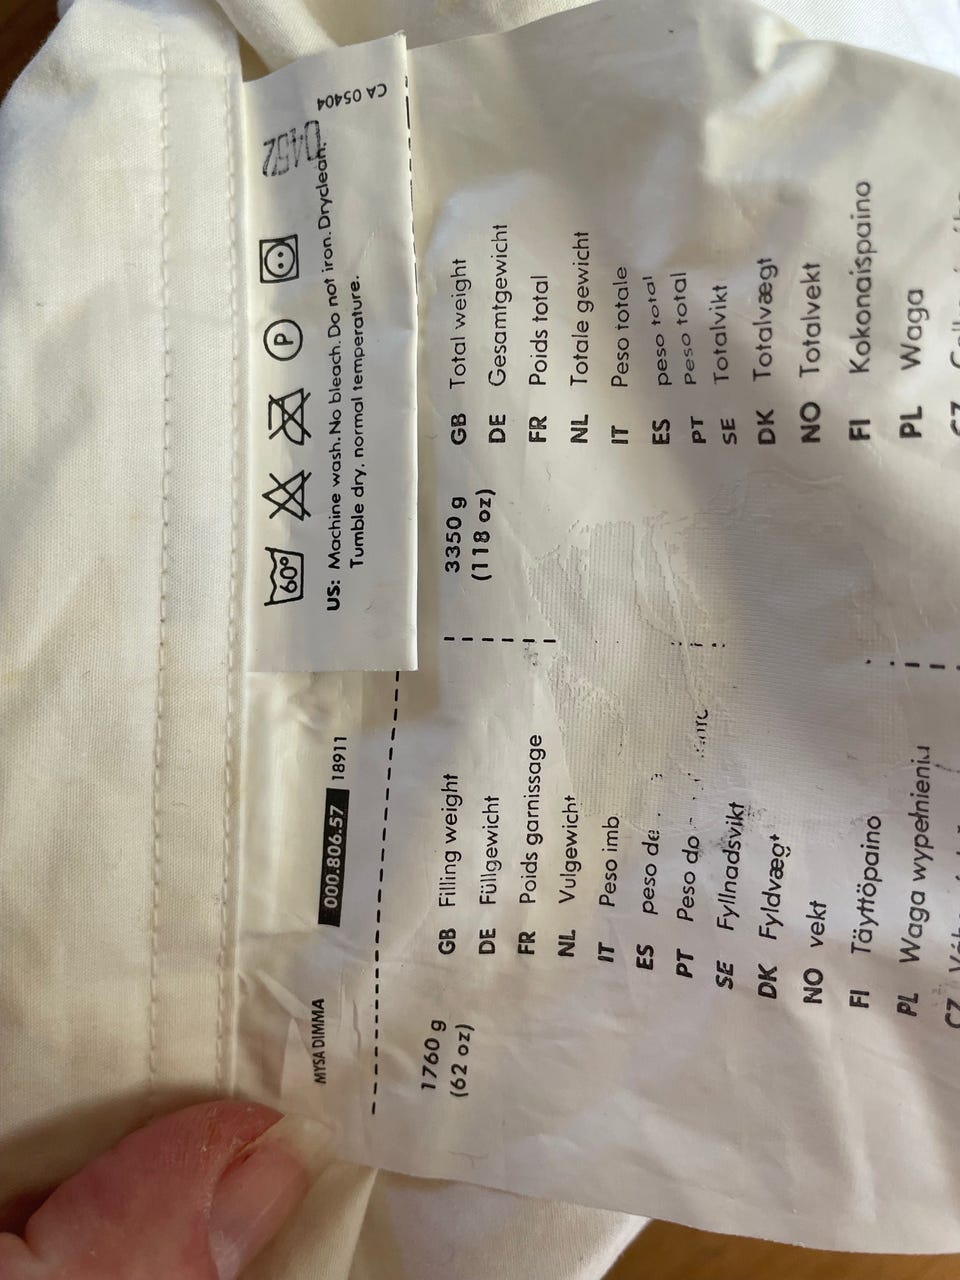 CA 05404
60° P
US: Machine wash. No bleach. Do not iron. Dryclean.
Tumble dry, normal temperature.
MYSA DIMMA 000.806.57 18911
1760 g
(62 oz)
GB Filling weight
DE Füllgewicht
FR Poids garnissage
NL Vulgewicht
IT Peso imb
ES peso de
PT Peso do
SE Fyllnadsvikt
DK Fyldvægt
NO vekt
FI Täyttöpaino
PL Waga wypełnieniu
CZ
3350 g
(118 oz)
GB Total weight
DE Gesamtgewicht
FR Poids total
NL Totale gewicht
IT Peso totale
ES peso total
PT Peso total
SE Totalvikt
DK Totalvægt
NO Totalvekt
FI Kokonaispaino
PL Waga
CZ